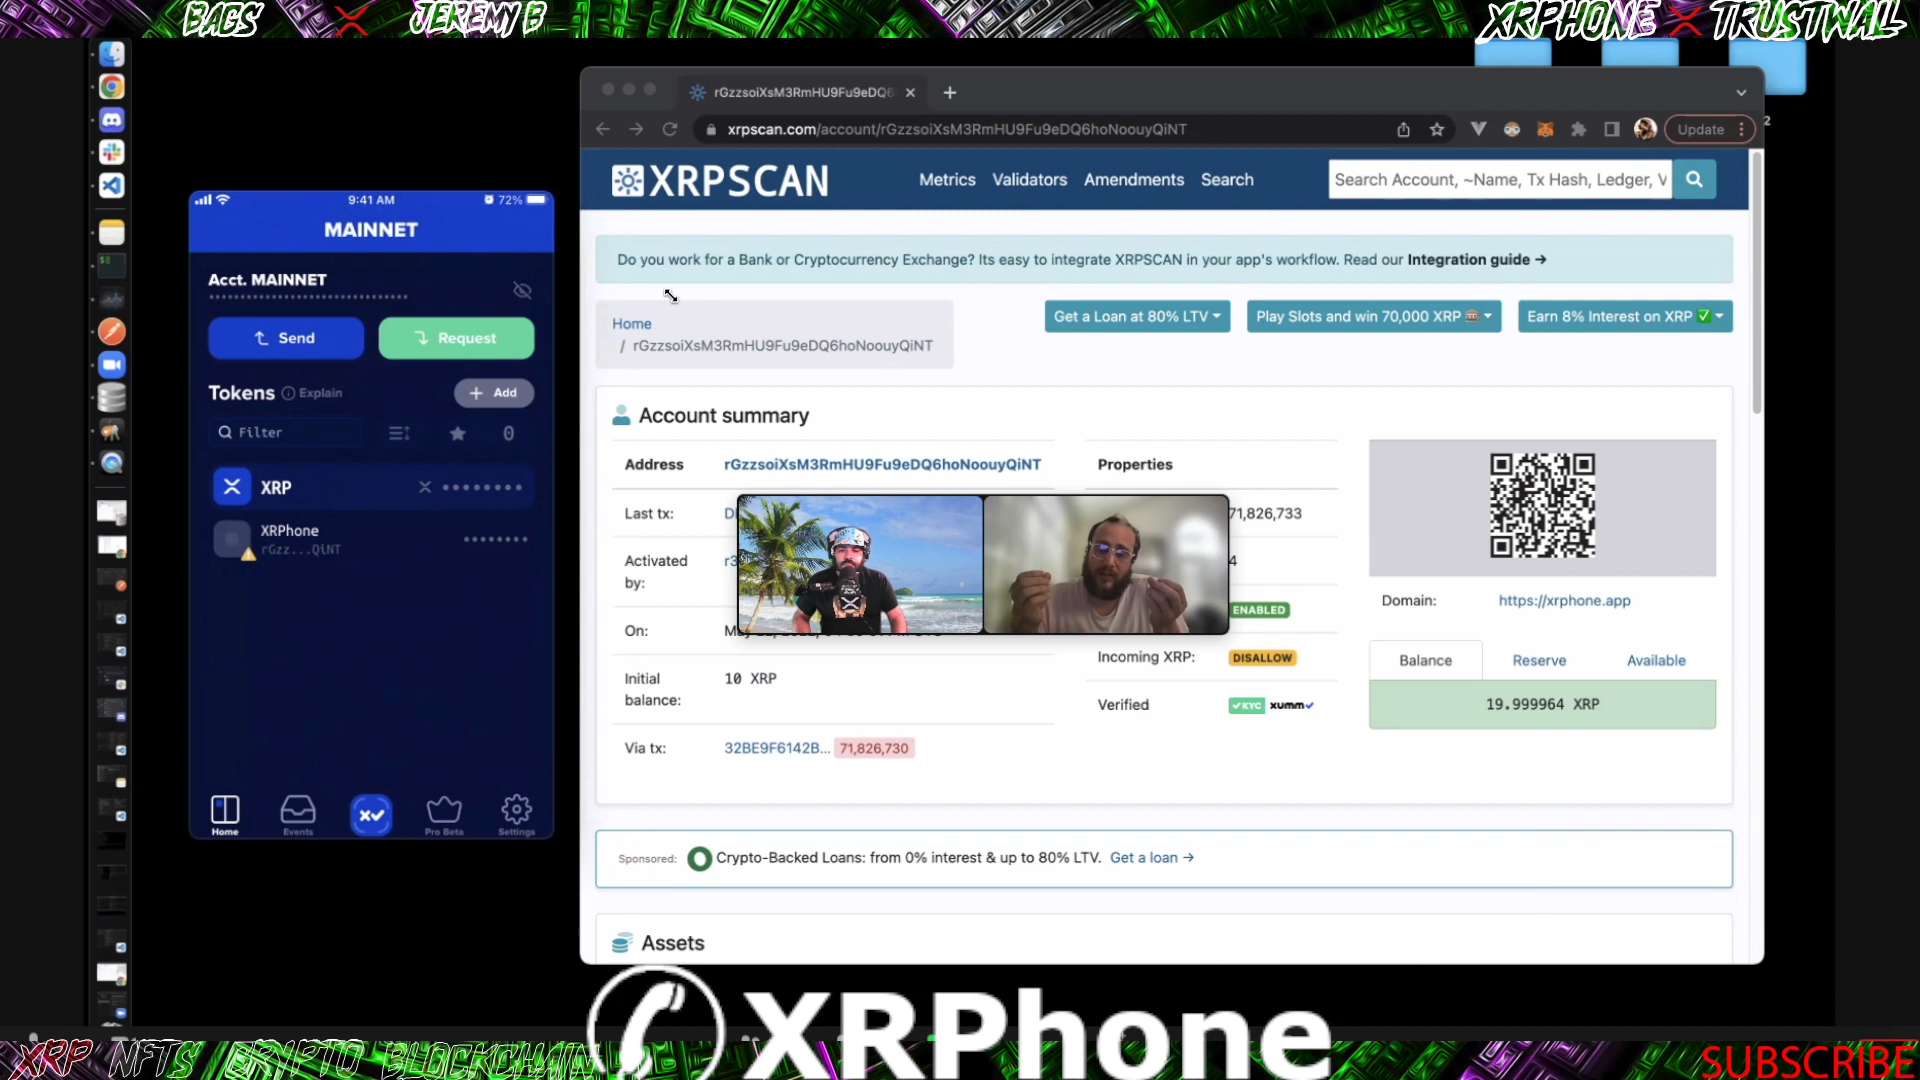 BAGS X JEREMY B
XRPHONE X TRUSTWAL
rGzzsoiXsM3RmHU9Fu9eDQ6
xrpscan.com/account/rGzzsoiXsM3RmHU9Fu9eDQ6hoNoouyQiNT
Update
2
XRPSCAN
Metrics Validators Amendments Search
Search Account, ~Name, Tx Hash, Ledger, V
Do you work for a Bank or Cryptocurrency Exchange? Its easy to integrate XRPSCAN in your app's workflow. Read our Integration guide →
Home
/ rGzzsoiXsM3RmHU9Fu9eDQ6hoNoouyQiNT
Get a Loan at 80% LTV
Play Slots and win 70,000 XRP 🎰
Earn 8% Interest on XRP ✅
9:41 AM
72%
MAINNET
Acct. MAINNET
Send
Request
Tokens Explain
+ Add
Filter
0
XRP
XRPhone
rGzz...QiNT
Home Events Pro Beta Settings
Account summary
Address rGzzsoiXsM3RmHU9Fu9eDQ6hoNoouyQiNT
Last tx:
Activated
by:
On:
Initial
balance:
10 XRP
Via tx: 32BE9F6142B... 71,826,730
Properties
71,826,733
4
ENABLED
Incoming XRP: DISALLOW
Verified KYC xumm
Domain: https://xrphone.app
Balance Reserve Available
19.999964 XRP
Sponsored: Crypto-Backed Loans: from 0% interest & up to 80% LTV. Get a loan →
Assets
XRPhone
XRP NFTS CRYPTO BLOCKCHAIN
SUBSCRIBE